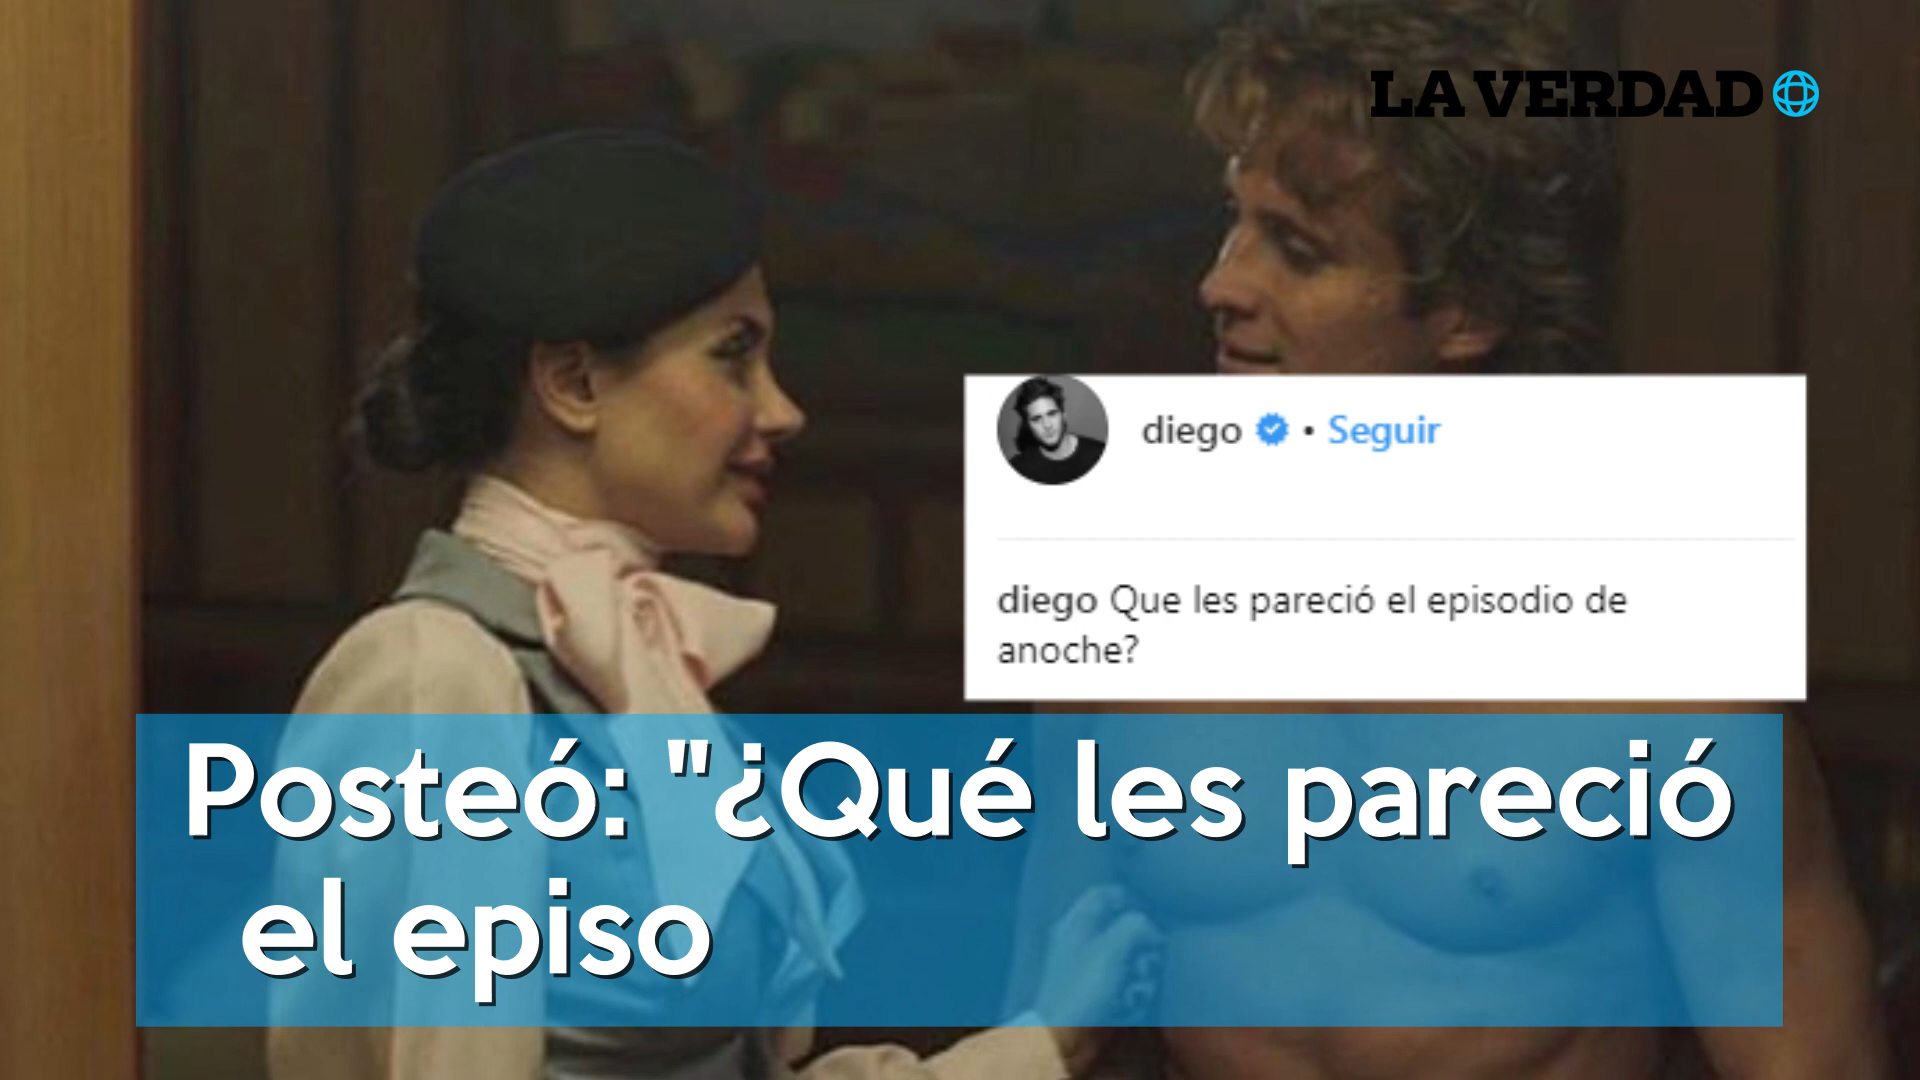 LA VERDAD
diego • Seguir
diego Que les pareció el episodio de
anoche?
Posteó: "¿Qué les pareció
el episo